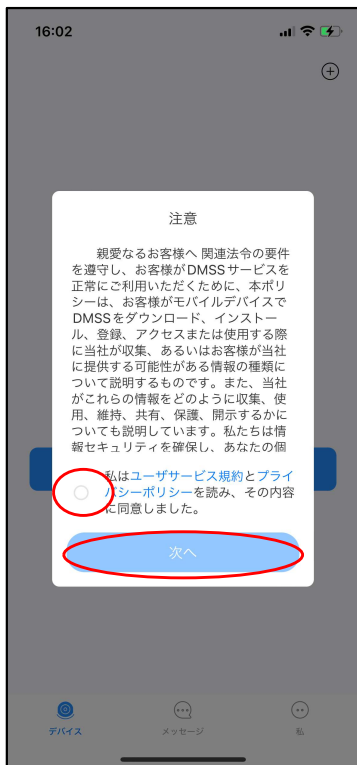 16:02
注意
親愛なるお客様へ 関連法令の要件
を遵守し、お客様がDMSSサービスを
正常にご利用いただくために、本ポリ
シーは、お客様がモバイルデバイスで
DMSSをダウンロード、インストー
ル、登録、アクセスまたは使用する際
に当社が収集、あるいはお客様が当社
に提供する可能性がある情報の種類に
ついて説明するものです。また、当社
がこれらの情報をどのように収集、使
用、維持、共有、保護、開示するかに
ついても説明しています。私たちは情
報セキュリティを確保し、あなたの個
私はユーザサービス規約とプライ
バシーポリシーを読み、その内容
に同意しました。
次へ
デバイス
メッセージ
私